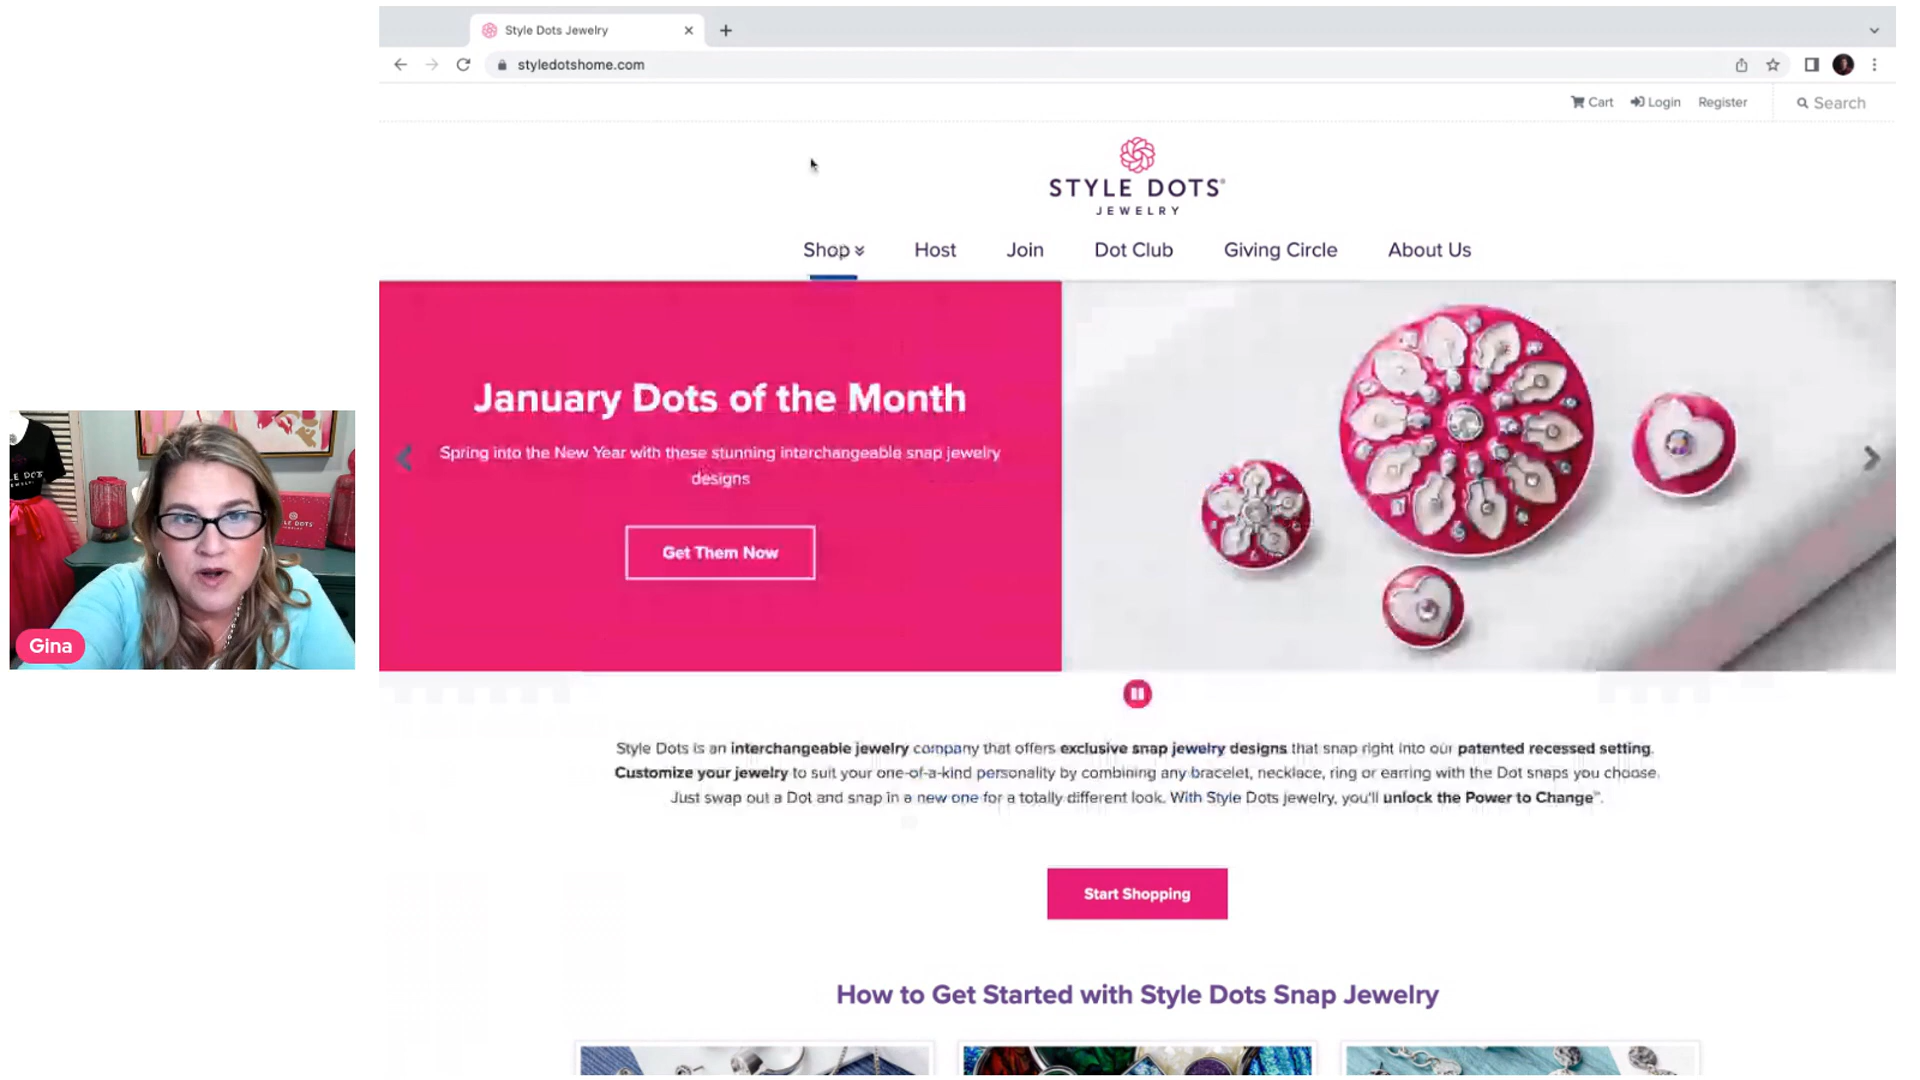 Style Dots Jewelry
styledotshome.com
Cart Login Register Search
STYLE DOTS®
JEWELRY
Shop Host Join Dot Club Giving Circle About Us
January Dots of the Month
Spring into the New Year with these stunning interchangeable snap jewelry
designs
Get Them Now
Gina
Style Dots is an interchangeable jewelry company that offers exclusive snap jewelry designs that snap right into our patented recessed setting.
Customize your jewelry to suit your one-of-a-kind personality by combining any bracelet, necklace, ring or earring with the Dot snaps you choose.
Just swap out a Dot and snap in a new one for a totally different look. With Style Dots jewelry, you'll unlock the Power to Change™.
Start Shopping
How to Get Started with Style Dots Snap Jewelry